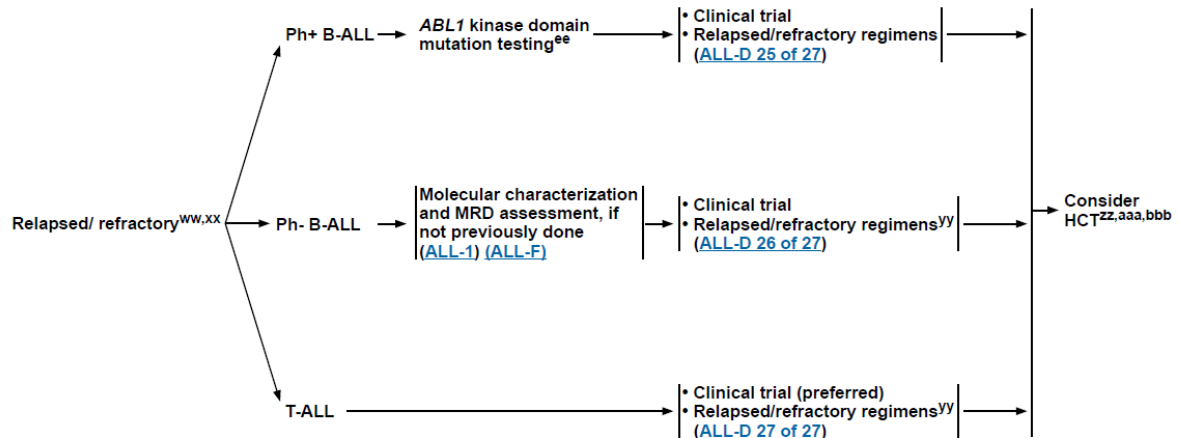 Ph+ B-ALL
ABL1 kinase domain
mutation testingee
• Clinical trial
• Relapsed/refractory regimens
(ALL-D 25 of 27)
Relapsed/ refractoryww,xx
Ph- B-ALL
Molecular characterization
and MRD assessment, if
not previously done
(ALL-1) (ALL-F)
• Clinical trial
• Relapsed/refractory regimensyy
(ALL-D 26 of 27)
Consider
HCTzz,aaa,bbb
T-ALL
• Clinical trial (preferred)
• Relapsed/refractory regimensyy
(ALL-D 27 of 27)